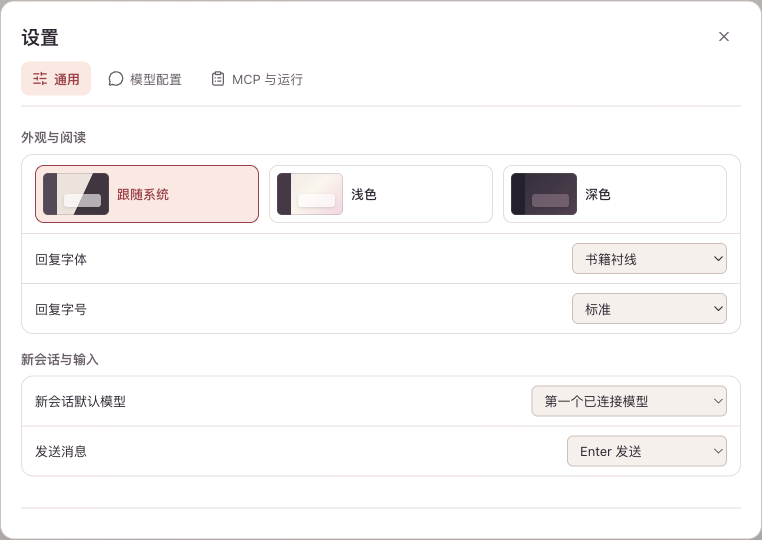 设置
通用
模型配置
MCP 与运行
外观与阅读
跟随系统
浅色
深色
回复字体
书籍衬线
回复字号
标准
新会话与输入
新会话默认模型
第一个已连接模型
发送消息
Enter 发送